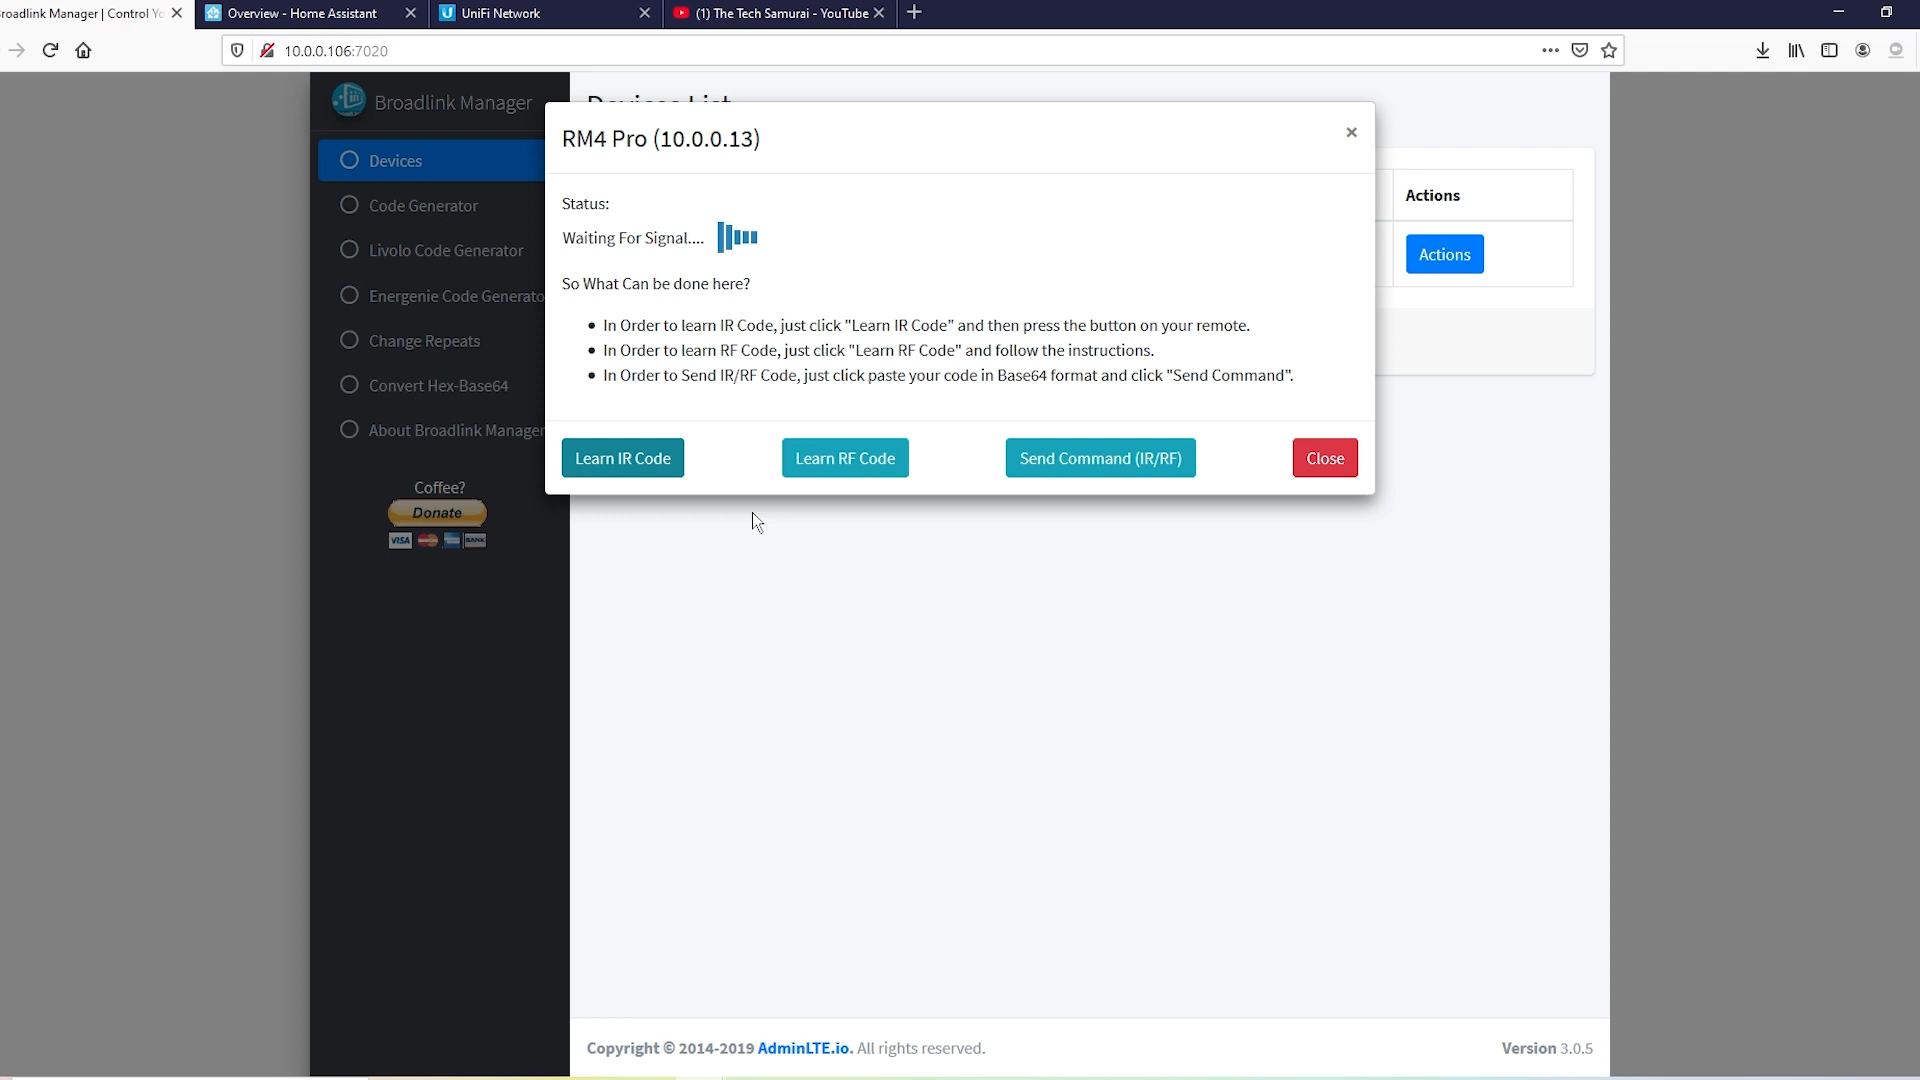 roadlink Manager | Control Yo
Overview - Home Assistant
UniFi Network
(1) The Tech Samurai - YouTube
10.0.0.106:7020
Broadlink Manager
Devices
Code Generator
Livolo Code Generator
Energenie Code Generato
Change Repeats
Convert Hex-Base64
About Broadlink Manager
Coffee?
Donate
VISA
BANK
Devices List
RM4 Pro (10.0.0.13)
×
Status:
Waiting For Signal....
So What Can be done here?
• In Order to learn IR Code, just click "Learn IR Code" and then press the button on your remote.
• In Order to learn RF Code, just click "Learn RF Code" and follow the instructions.
• In Order to Send IR/RF Code, just click paste your code in Base64 format and click "Send Command".
Learn IR Code
Learn RF Code
Send Command (IR/RF)
Close
Actions
Actions
Copyright © 2014-2019 AdminLTE.io. All rights reserved.
Version 3.0.5